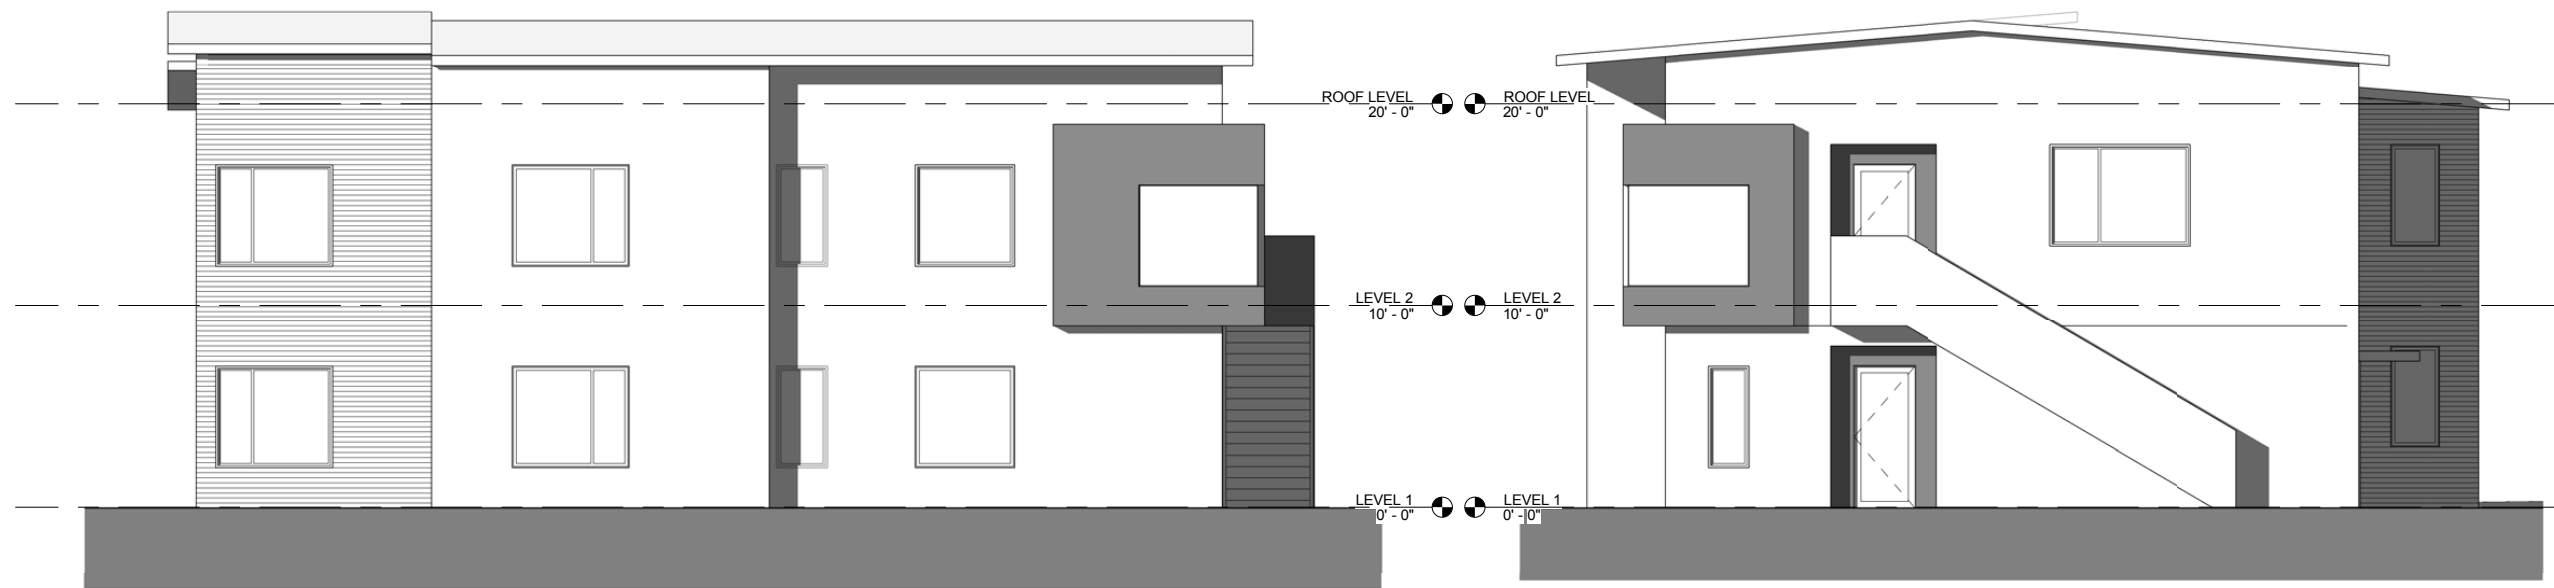 ROOF LEVEL
20' - 0"
ROOF LEVEL
20' - 0"
LEVEL 2
10' - 0"
LEVEL 2
10' - 0"
LEVEL 1
0' - 0"
LEVEL 1
0' - 0"